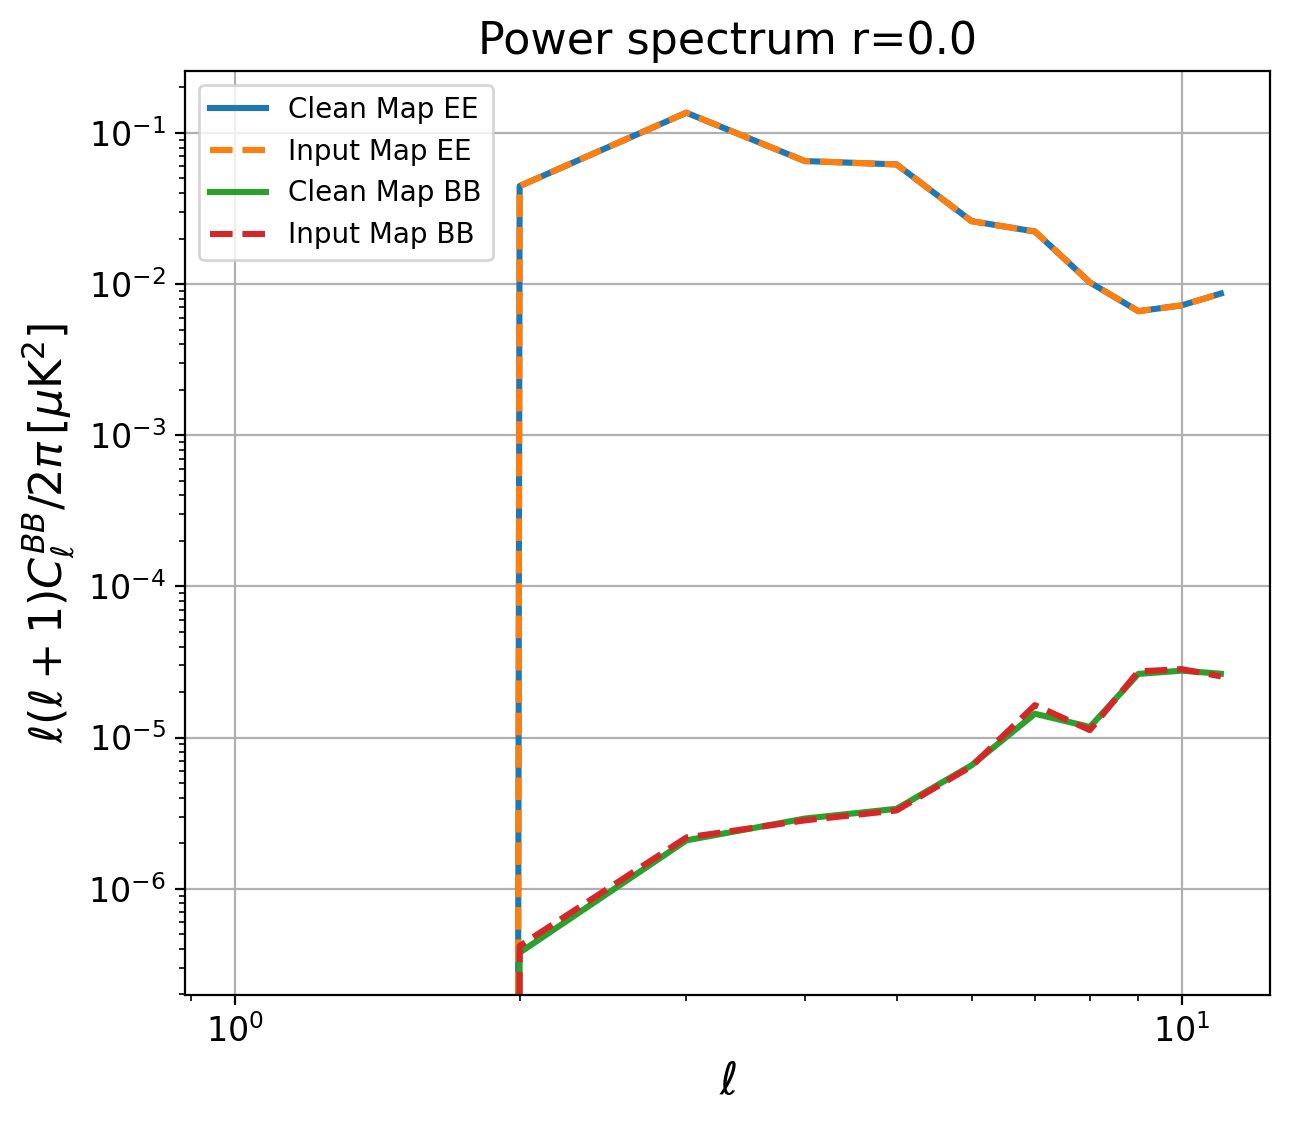 Power spectrum r=0.0
Clean Map EE
Input Map EE
Clean Map BB
Input Map BB
10⁻¹
10⁻²
10⁻³
10⁻⁴
10⁻⁵
10⁻⁶
ℓ(ℓ + 1)C_ℓ^{BB}/2π [μK²]
10⁰
10¹
ℓ